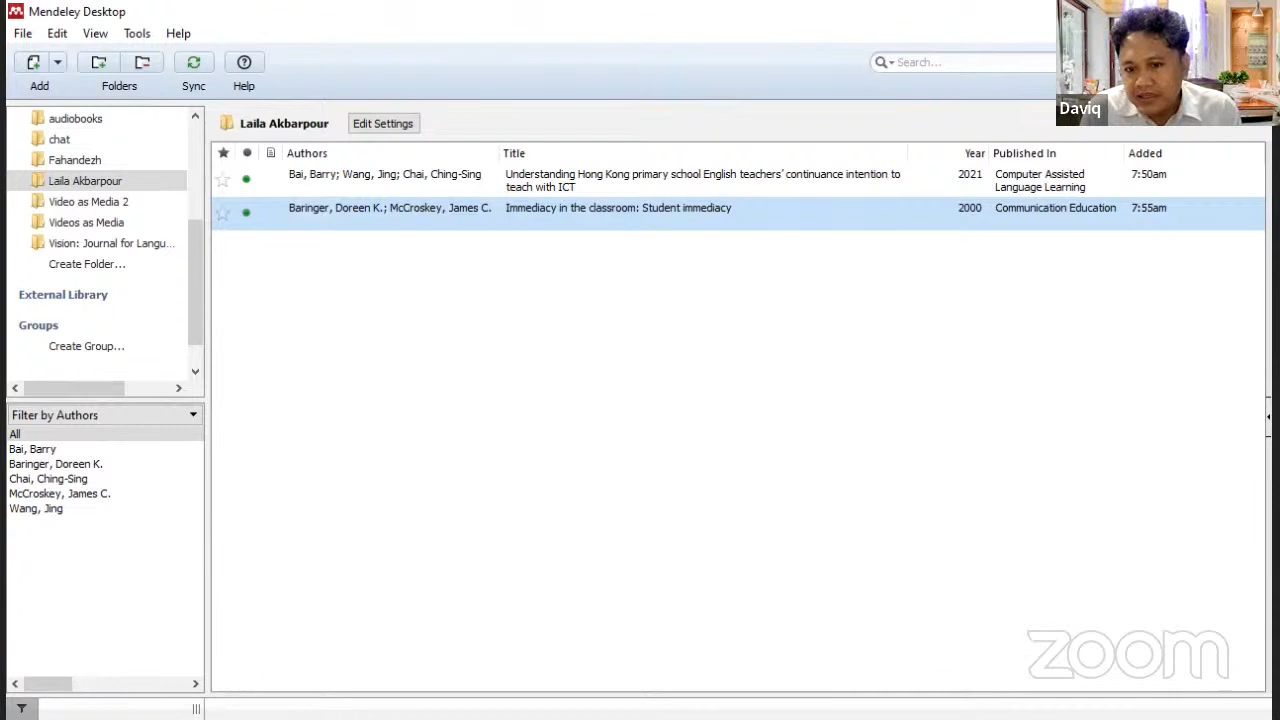 Mendeley Desktop
File Edit View Tools Help
Search...
Add Folders Sync Help
Daviq
audiobooks
chat
Fahandezh
Laila Akbarpour
Video as Media 2
Videos as Media
Vision: Journal for Langu...
Create Folder...
External Library
Groups
Create Group...
Filter by Authors
All
Bai, Barry
Baringer, Doreen K.
Chai, Ching-Sing
McCroskey, James C.
Wang, Jing
Laila Akbarpour Edit Settings
Authors Title Year Published In Added
Bai, Barry; Wang, Jing; Chai, Ching-Sing Understanding Hong Kong primary school English teachers' continuance intention to 2021 Computer Assisted 7:50am
teach with ICT Language Learning
Baringer, Doreen K.; McCroskey, James C. Immediacy in the classroom: Student immediacy 2000 Communication Education 7:55am
zoom